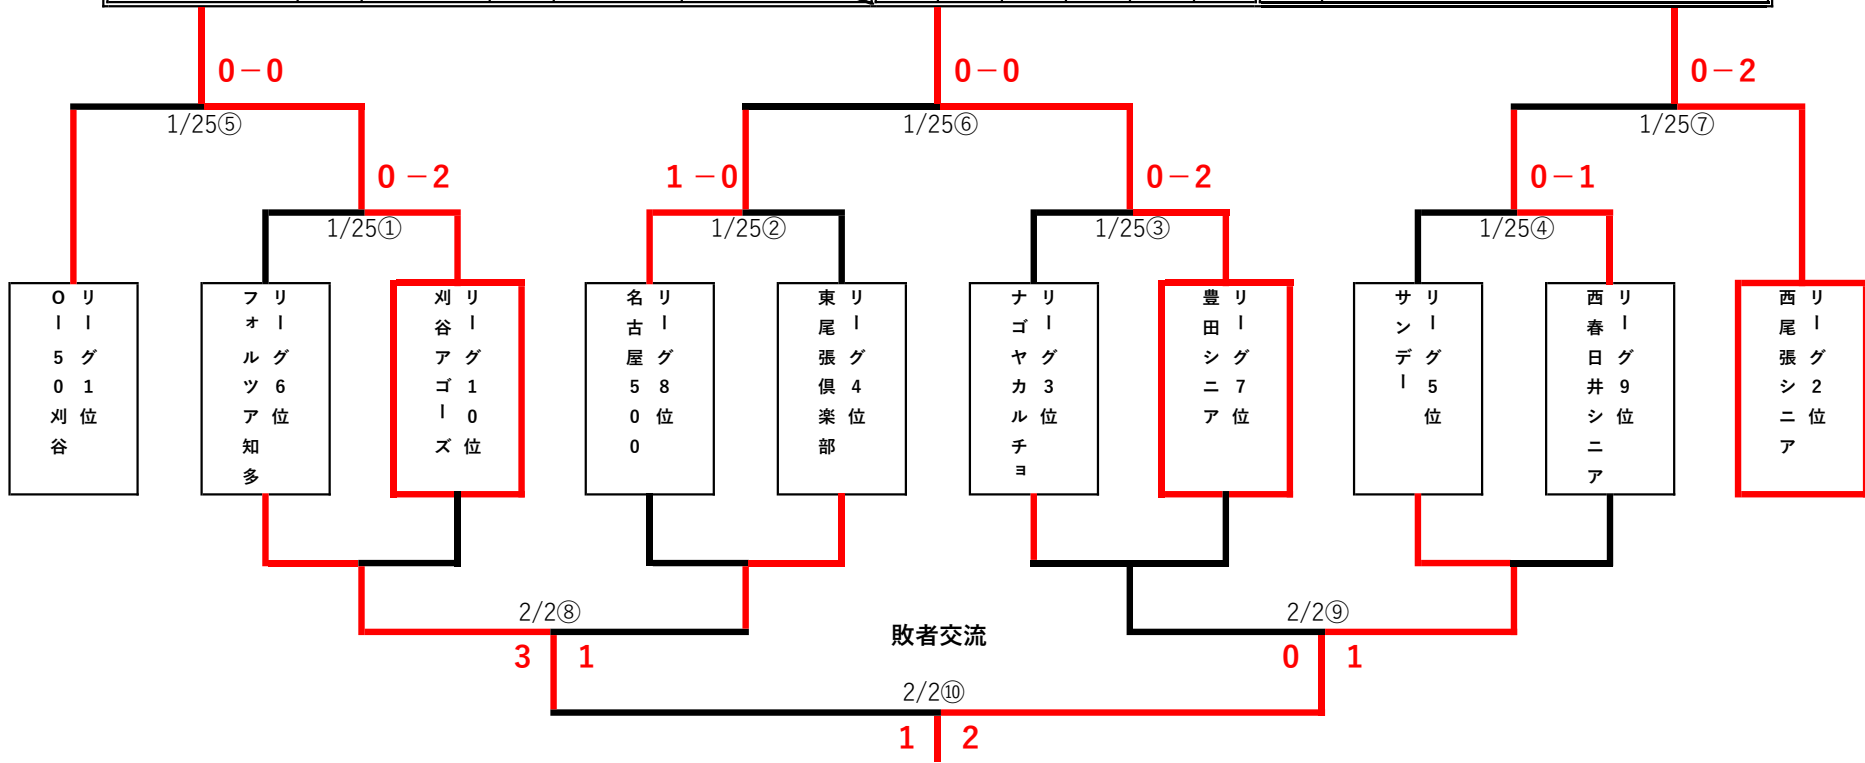 0－0
0－0
0－2
1/25⑤
1/25⑥
1/25⑦
0－2
1－0
0－2
0－1
1/25①
1/25②
1/25③
1/25④
リーグ1位
O－50刈谷
リーグ6位
フォルツア知多
リーグ10位
刈谷アゴーズ
リーグ8位
名古屋500
リーグ4位
東尾張倶楽部
リーグ3位
ナゴヤカルチョ
リーグ7位
豊田シニア
リーグ5位
サンデー
リーグ9位
西春日井シニア
リーグ2位
西尾張シニア
2/2⑧
2/2⑨
敗者交流
3 1
0 1
2/2⑩
1 2